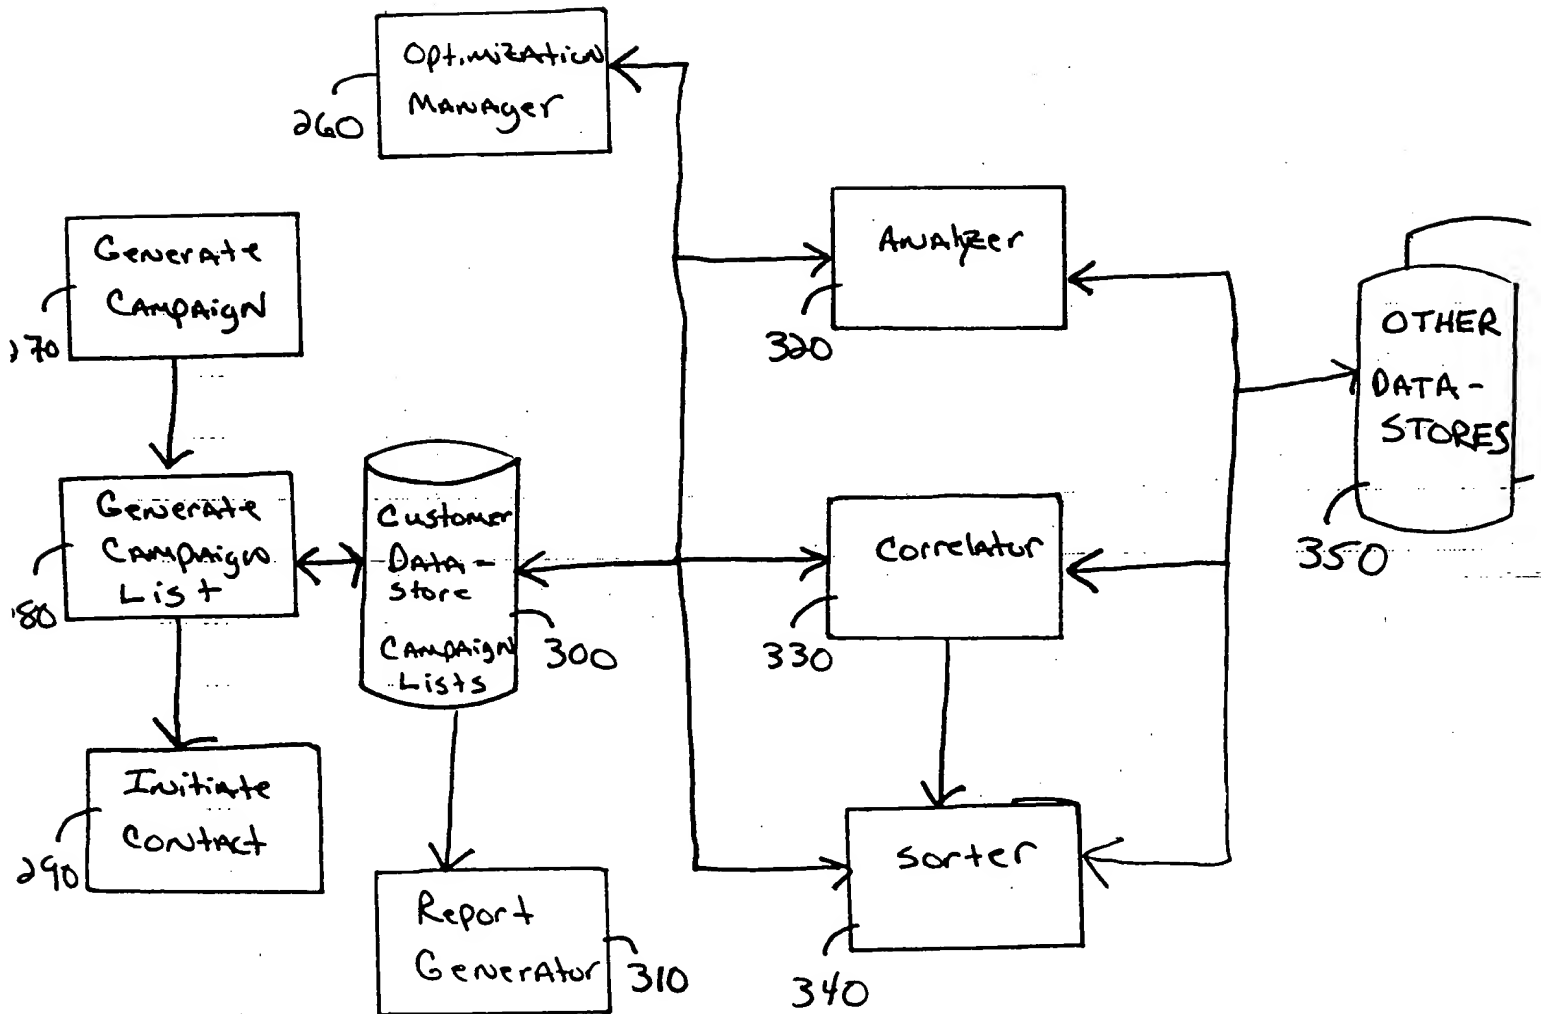 Optimization
Manager
260
Generate
Campaign
270
Analyzer
320
OTHER
DATA-
STORES
350
Generate
Campaign
List
280
Customer
Data-
store
Campaign
Lists
300
Correlator
330
Initiate
Contact
290
Report
Generator
310
sorter
340